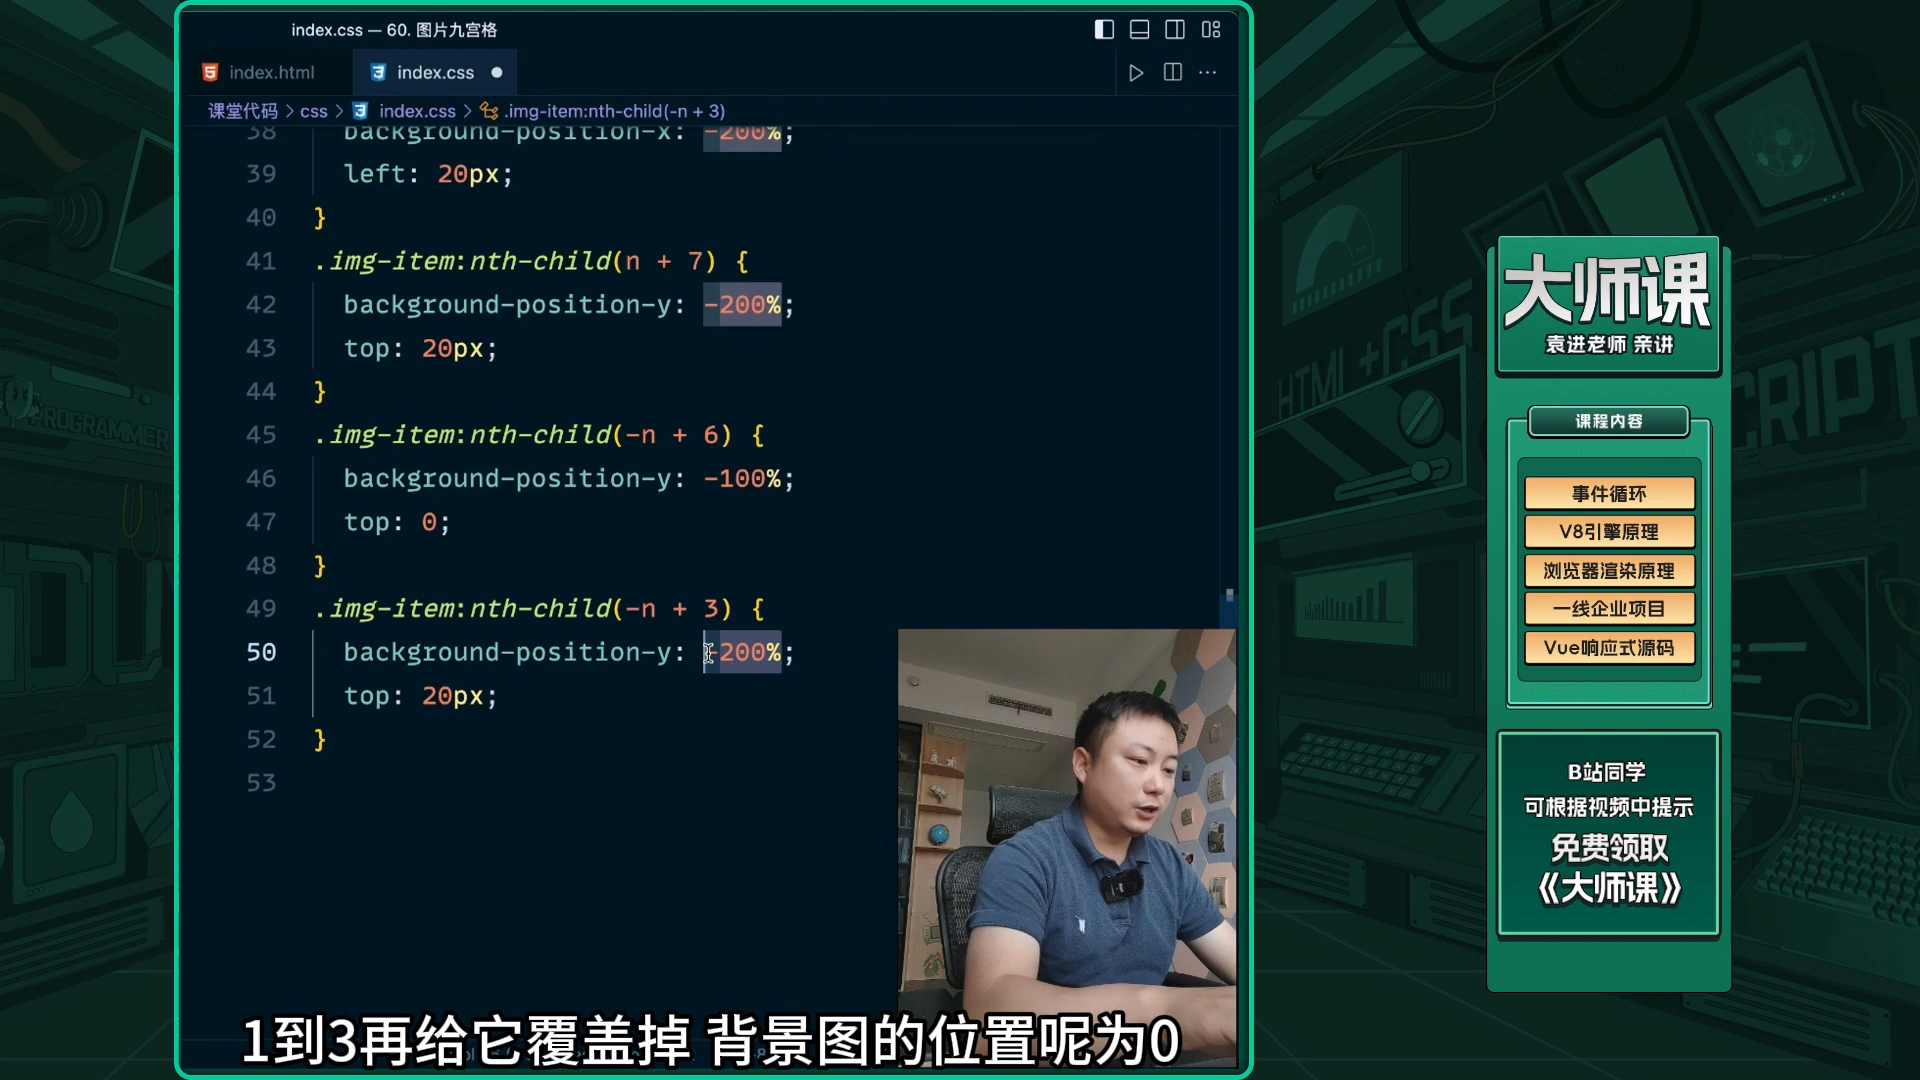 index.css — 60. 图片九宫格
index.html
index.css
课堂代码 > css > index.css > .img-item:nth-child(-n + 3)
38 background-position-x: -200%;
39 left: 20px;
40 }
41 .img-item:nth-child(n + 7) {
42 background-position-y: -200%;
43 top: 20px;
44 }
45 .img-item:nth-child(-n + 6) {
46 background-position-y: -100%;
47 top: 0;
48 }
49 .img-item:nth-child(-n + 3) {
50 background-position-y: -200%;
51 top: 20px;
52 }
53
1到3再给它覆盖掉 背景图的位置呢为0
大师课
袁进老师 亲讲
课程内容
事件循环
V8引擎原理
浏览器渲染原理
一线企业项目
Vue响应式源码
B站同学
可根据视频中提示
免费领取
《大师课》
HTML+CSS
PROGRAMMER